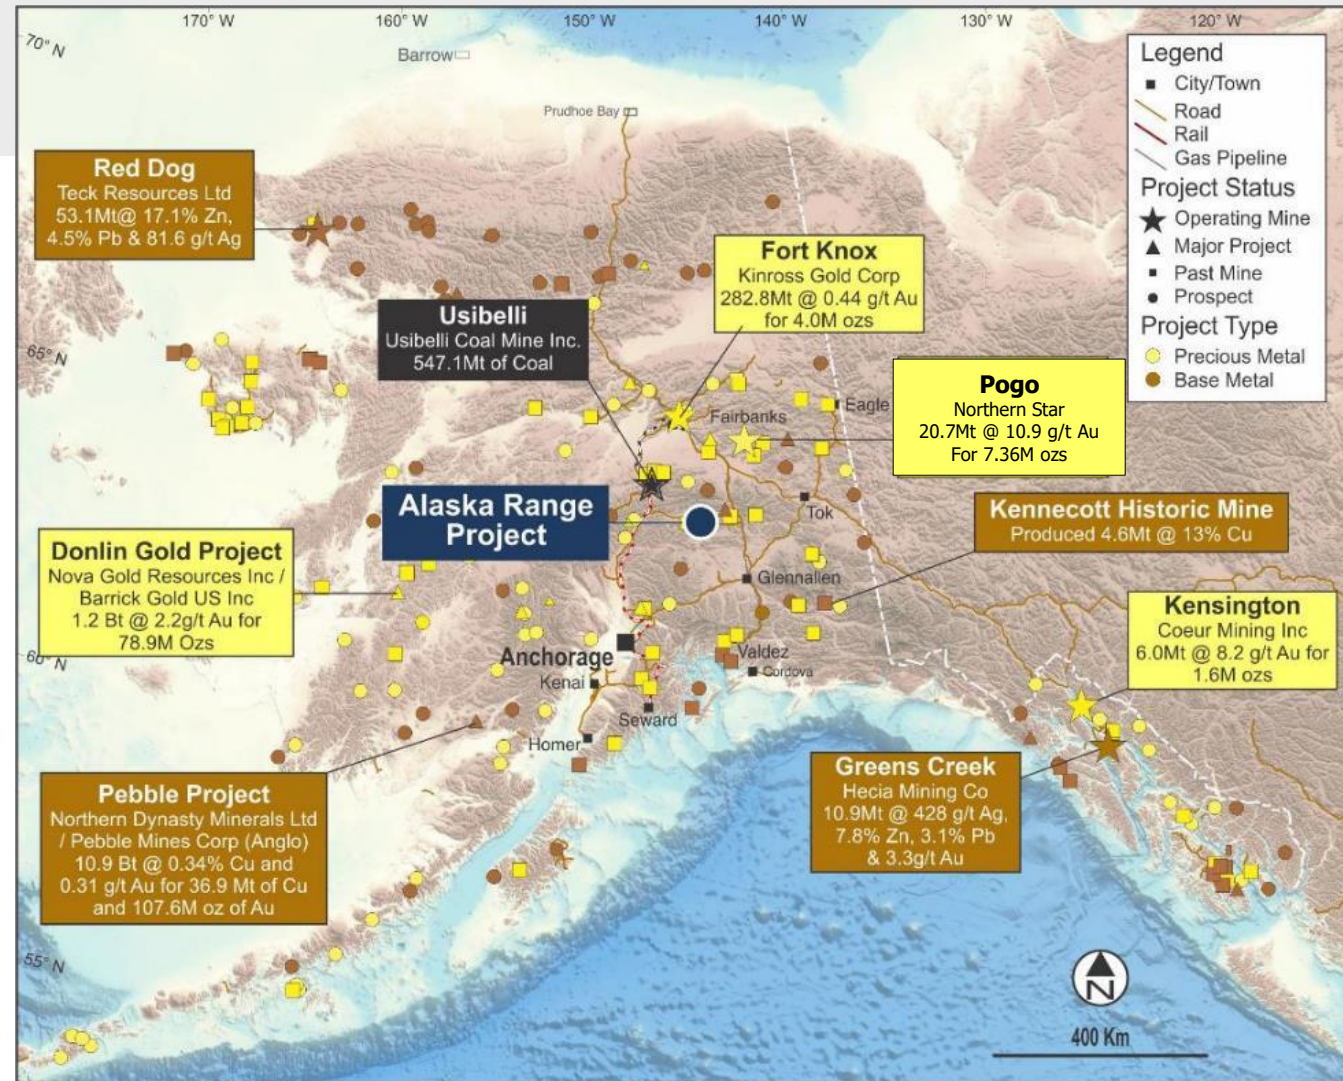 170° W
160° W
150° W
140° W
130° W
120° W
70° N
65° N
60° N
55° N
Barrow
Prudhoe Bay
Legend
City/Town
Road
Rail
Gas Pipeline
Project Status
Operating Mine
Major Project
Past Mine
Prospect
Project Type
Precious Metal
Base Metal
Red Dog
Teck Resources Ltd
53.1Mt@ 17.1% Zn,
4.5% Pb & 81.6 g/t Ag
Fort Knox
Kinross Gold Corp
282.8Mt @ 0.44 g/t Au
for 4.0M ozs
Usibelli
Usibelli Coal Mine Inc.
547.1Mt of Coal
Pogo
Northern Star
20.7Mt @ 10.9 g/t Au
For 7.36M ozs
Fairbanks
Eagle
Alaska Range
Project
Tok
Kennecott Historic Mine
Produced 4.6Mt @ 13% Cu
Donlin Gold Project
Nova Gold Resources Inc /
Barrick Gold US Inc
1.2 Bt @ 2.2g/t Au for
78.9M Ozs
Glennallen
Kensington
Coeur Mining Inc
6.0Mt @ 8.2 g/t Au for
1.6M ozs
Anchorage
Valdez
Cordova
Kenai
Seward
Homer
Greens Creek
Hecia Mining Co
10.9Mt @ 428 g/t Ag,
7.8% Zn, 3.1% Pb
& 3.3g/t Au
Pebble Project
Northern Dynasty Minerals Ltd
/ Pebble Mines Corp (Anglo)
10.9 Bt @ 0.34% Cu and
0.31 g/t Au for 36.9 Mt of Cu
and 107.6M oz of Au
N
400 Km